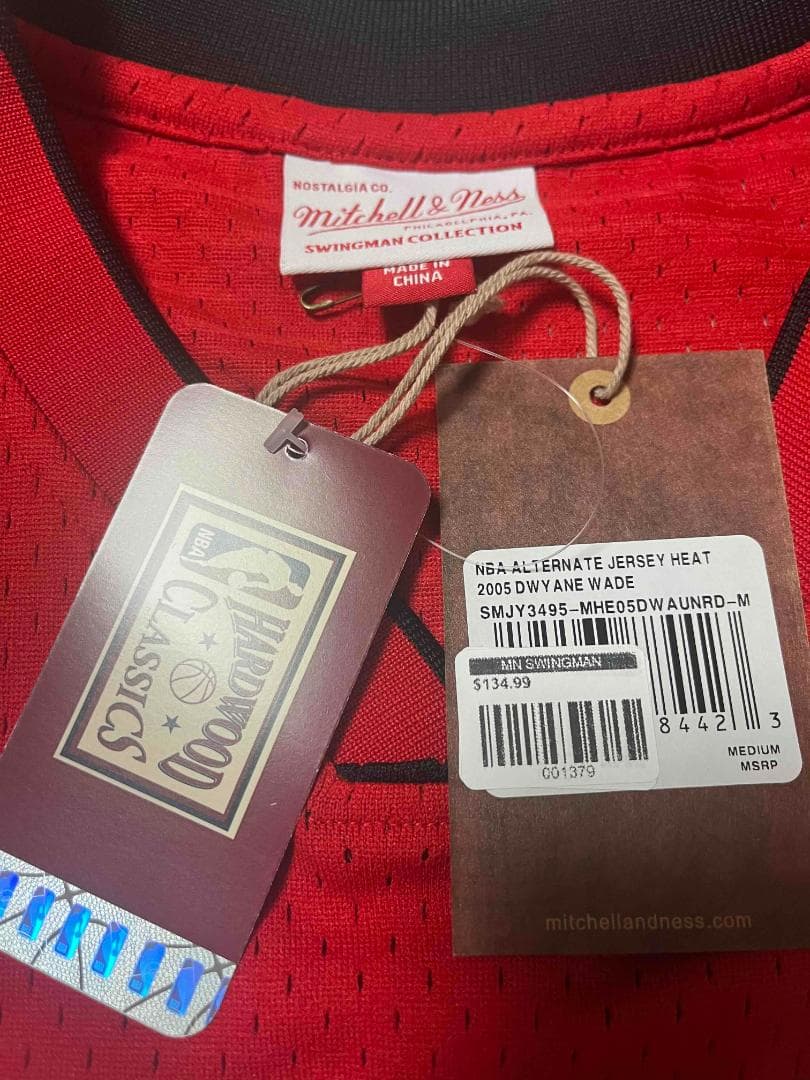 NOSTALGIA CO.
Mitchell & Ness
PHILADELPHIA, PA.
SWINGMAN COLLECTION
MADE IN
CHINA
NBA
HARDWOOD
CLASSICS
NBA ALTERNATE JERSEY HEAT
2005 DWYANE WADE
SMJY3495-MHE05DWAUNRD-M
MN SWINGMAN
$134.99
001379
8442 3
MEDIUM
MSRP
mitchellandness.com